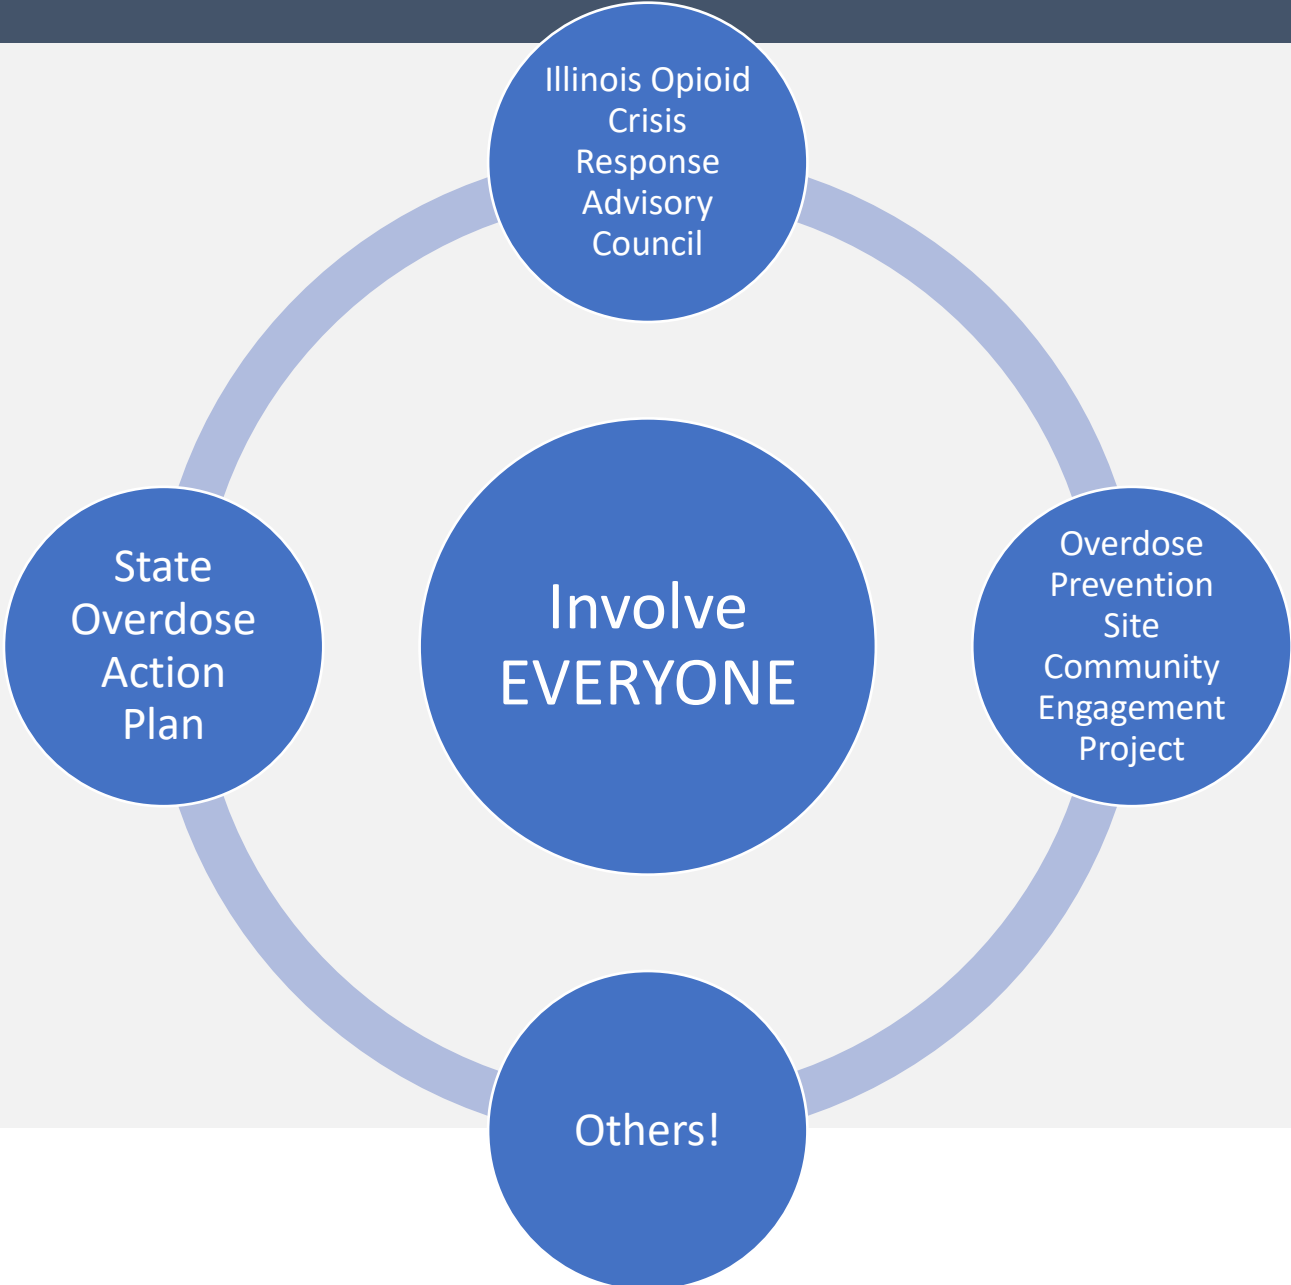 Illinois Opioid
Crisis
Response
Advisory
Council
State
Overdose
Action
Plan
Involve
EVERYONE
Overdose
Prevention
Site
Community
Engagement
Project
Others!